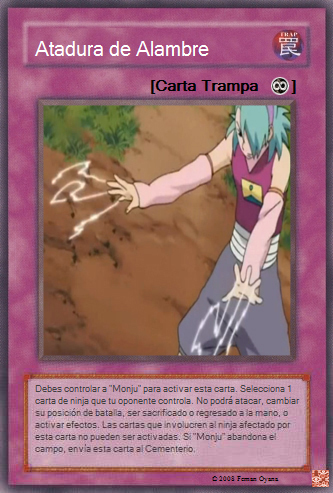 Atadura de Alambre
TRAP
罠
[Carta Trampa ]
Debes controlar a "Monju" para activar esta carta. Selecciona 1
carta de ninja que tu oponente controla. No podrá atacar, cambiar
su posición de batalla, ser sacrificado o regresado a la mano, o
activar efectos. Las cartas que involucren al ninja afectado por
esta carta no pueden ser activadas. Si "Monju" abandona el
campo, envía esta carta al Cementerio.